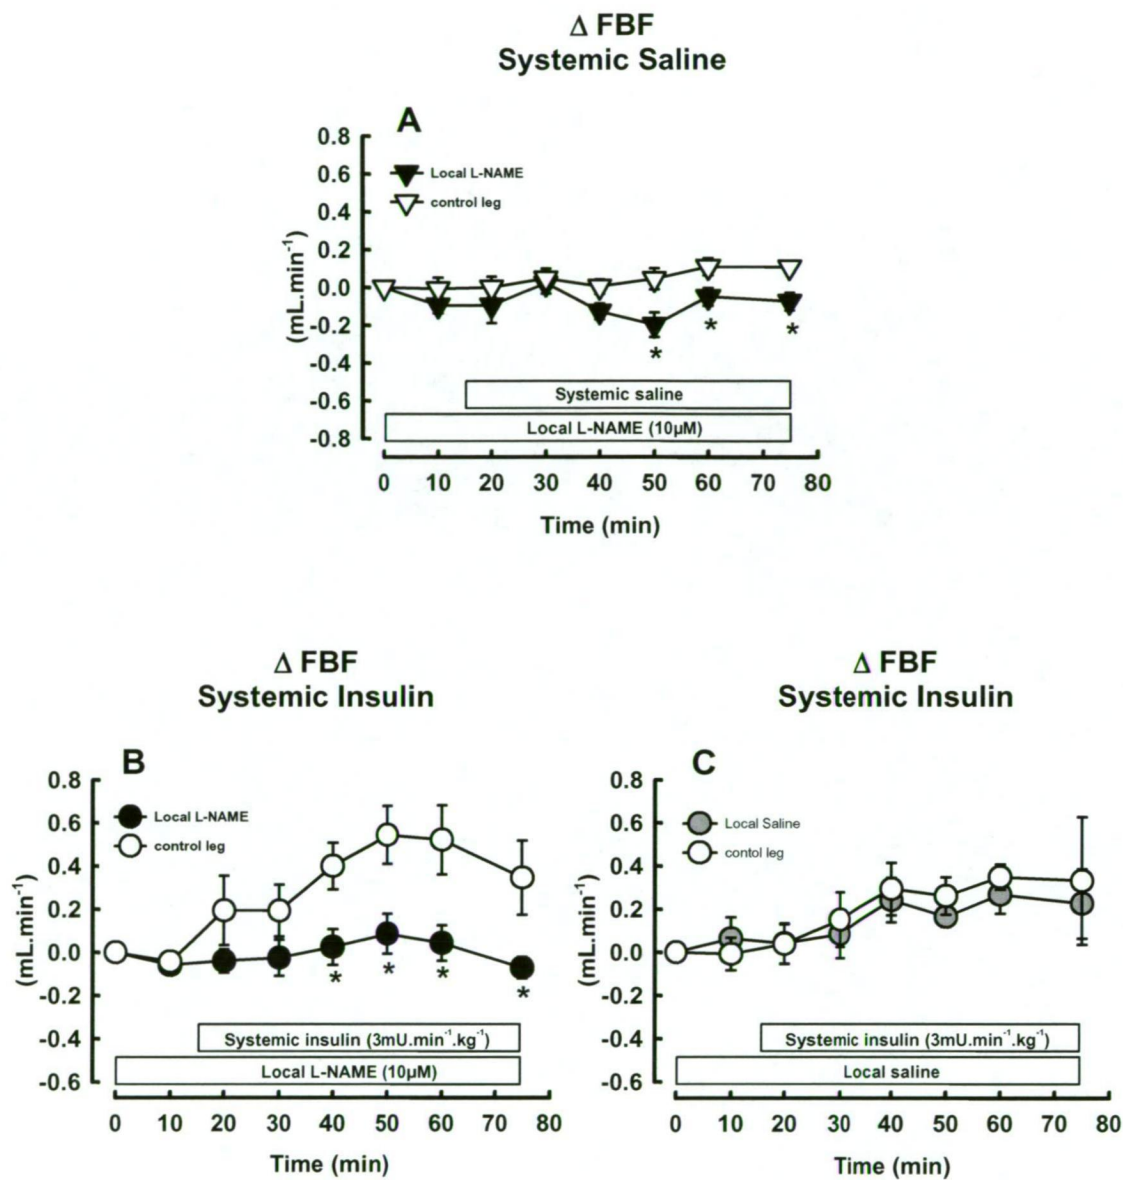 Δ FBF
Systemic Saline
A
0.8
0.6
0.4
0.2
0.0
-0.2
-0.4
-0.6
-0.8
(mL.min⁻¹)
Local L-NAME
control leg
*
*
*
Systemic saline
Local L-NAME (10µM)
0 10 20 30 40 50 60 70 80
Time (min)
Δ FBF
Systemic Insulin
B
0.8
0.6
0.4
0.2
0.0
-0.2
-0.4
-0.6
(mL.min⁻¹)
Local L-NAME
control leg
*
*
*
*
Systemic insulin (3mU.min⁻¹.kg⁻¹)
Local L-NAME (10µM)
0 10 20 30 40 50 60 70 80
Time (min)
Δ FBF
Systemic Insulin
C
0.8
0.6
0.4
0.2
0.0
-0.2
-0.4
-0.6
(mL.min⁻¹)
Local Saline
contol leg
Systemic insulin (3mU.min⁻¹.kg⁻¹)
Local saline
0 10 20 30 40 50 60 70 80
Time (min)